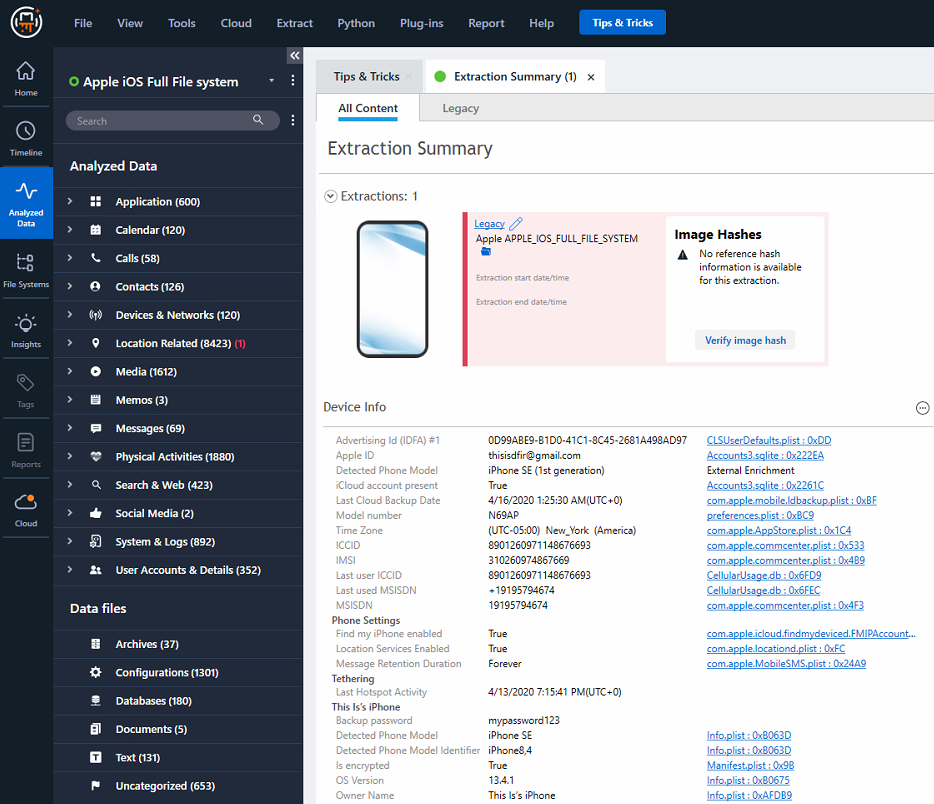 File View Tools Cloud Extract Python Plug-ins Report Help Tips & Tricks
Home
Timeline
Analyzed
Data
File Systems
Insights
Tags
Reports
Cloud
Apple iOS Full File system
Search
Analyzed Data
Application (600)
Calendar (120)
Calls (58)
Contacts (126)
Devices & Networks (120)
Location Related (8423) (1)
Media (1612)
Memos (3)
Messages (69)
Physical Activities (1880)
Search & Web (423)
Social Media (2)
System & Logs (892)
User Accounts & Details (352)
Data files
Archives (37)
Configurations (1301)
Databases (180)
Documents (5)
Text (131)
Uncategorized (653)
Tips & Tricks Extraction Summary (1)
All Content Legacy
Extraction Summary
Extractions: 1
Legacy
Apple APPLE_IOS_FULL_FILE_SYSTEM
Extraction start date/time
Extraction end date/time
Image Hashes
No reference hash
information is available
for this extraction.
Verify image hash
Device Info
Advertising Id (IDFA) #1 0D99ABE9-B1D0-41C1-8C45-2681A498AD97 CLSUserDefaults.plist : 0xDD
Apple ID thisisdfir@gmail.com Accounts3.sqlite : 0x222EA
Detected Phone Model iPhone SE (1st generation) External Enrichment
iCloud account present True Accounts3.sqlite : 0x2261C
Last Cloud Backup Date 4/16/2020 1:25:30 AM(UTC+0) com.apple.mobile.ldbackup.plist : 0xBF
Model number N69AP preferences.plist : 0xBC9
Time Zone (UTC-05:00) New_York (America) com.apple.AppStore.plist : 0x1C4
ICCID 8901260971148676693 com.apple.commcenter.plist : 0x533
IMSI 310260974867669 com.apple.commcenter.plist : 0x4B9
Last user ICCID 8901260971148676693 CellularUsage.db : 0x6FD9
Last used MSISDN +19195794674 CellularUsage.db : 0x6FEC
MSISDN 19195794674 com.apple.commcenter.plist : 0x4F3
Phone Settings
Find my iPhone enabled True com.apple.icloud.findmydeviced.FMIPAccount...
Location Services Enabled True com.apple.locationd.plist : 0xFC
Message Retention Duration Forever com.apple.MobileSMS.plist : 0x24A9
Tethering
Last Hotspot Activity 4/13/2020 7:15:41 PM(UTC+0)
This Is's iPhone
Backup password mypassword123
Detected Phone Model iPhone SE Info.plist : 0xB063D
Detected Phone Model Identifier iPhone8,4 Info.plist : 0xB063D
Is encrypted True Manifest.plist : 0x9B
OS Version 13.4.1 Info.plist : 0xB0675
Owner Name This Is's iPhone Info.plist : 0xAFDB9